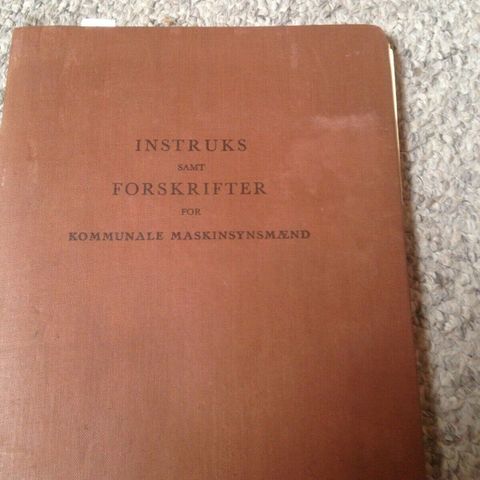 INSTRUKS
SAMT
FORSKRIFTER
FOR
KOMMUNALE MASKINSYNSMÆND